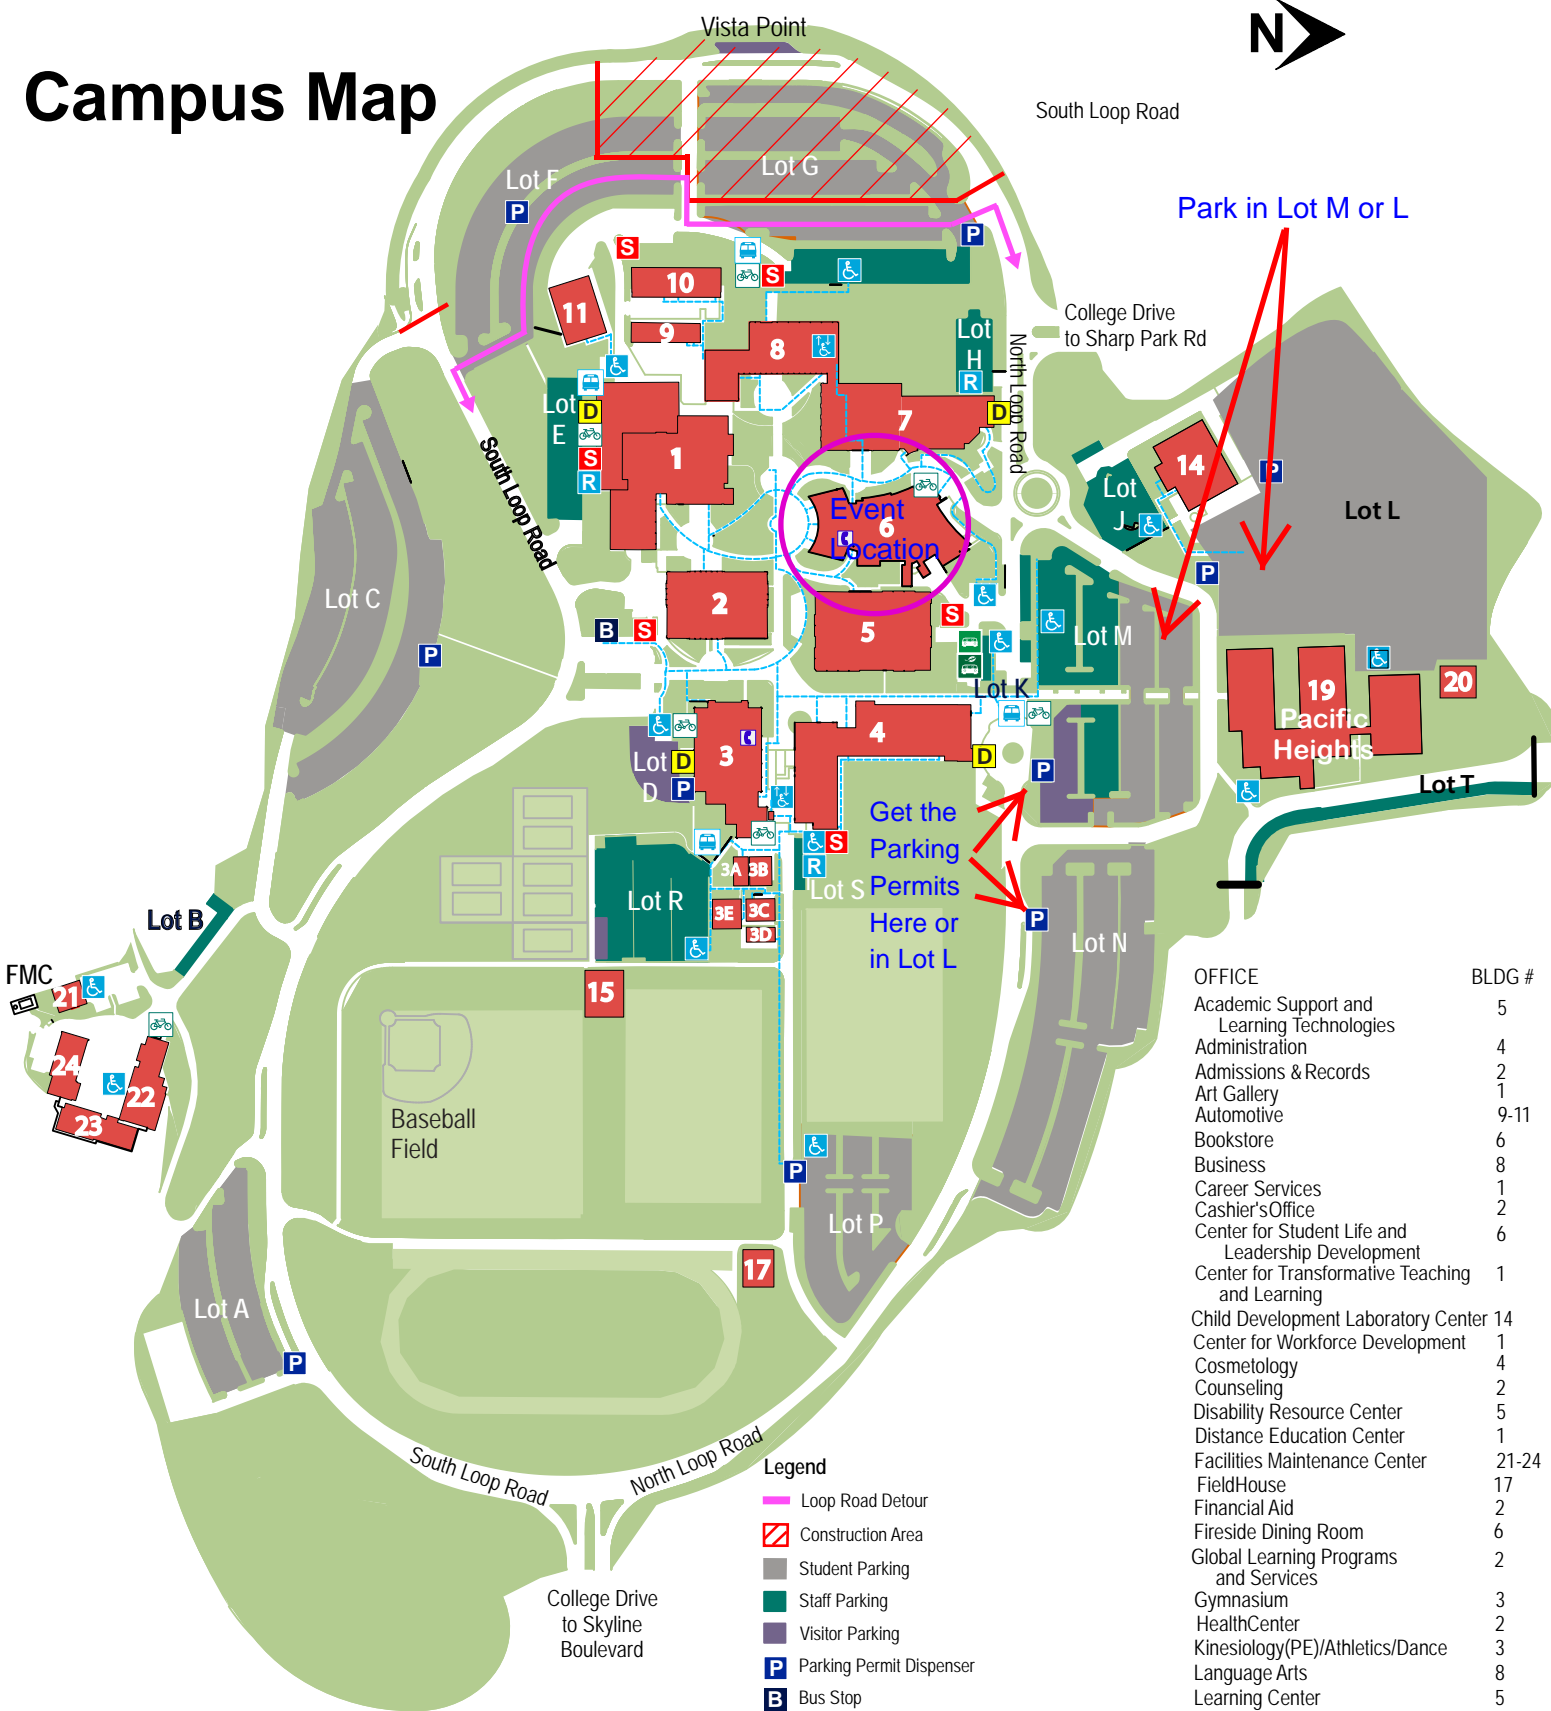 Campus Map
N
Vista Point
South Loop Road
Park in Lot M or L
Lot F
Lot G
P
P
S
S
10
11
9
8
College Drive
to Sharp Park Rd
Lot
H
R
North Loop Road
Lot
E
D
S
R
1
7
D
South Loop Road
14
P
Lot
J
Lot L
Event
Location
6
P
Lot C
P
2
B
S
5
S
Lot M
Lot K
19
Pacific
Heights
20
Lot
D
D
P
3
4
D
P
Lot T
Get the
Parking
Permits
Here or
in Lot L
S
R
Lot S
3A
3B
3C
3D
3E
Lot R
P
Lot N
Lot B
FMC
21
24
22
23
15
Baseball
Field
P
Lot P
17
Lot A
P
South Loop Road
North Loop Road
College Drive
to Skyline
Boulevard
Legend
Loop Road Detour
Construction Area
Student Parking
Staff Parking
Visitor Parking
P Parking Permit Dispenser
B Bus Stop
OFFICE BLDG #
Academic Support and 5
Learning Technologies
Administration 4
Admissions & Records 2
Art Gallery 1
Automotive 9-11
Bookstore 6
Business 8
Career Services 1
Cashier'sOffice 2
Center for Student Life and 6
Leadership Development
Center for Transformative Teaching 1
and Learning
Child Development Laboratory Center 14
Center for Workforce Development 1
Cosmetology 4
Counseling 2
Disability Resource Center 5
Distance Education Center 1
Facilities Maintenance Center 21-24
FieldHouse 17
Financial Aid 2
Fireside Dining Room 6
Global Learning Programs 2
and Services
Gymnasium 3
HealthCenter 2
Kinesiology(PE)/Athletics/Dance 3
Language Arts 8
Learning Center 5